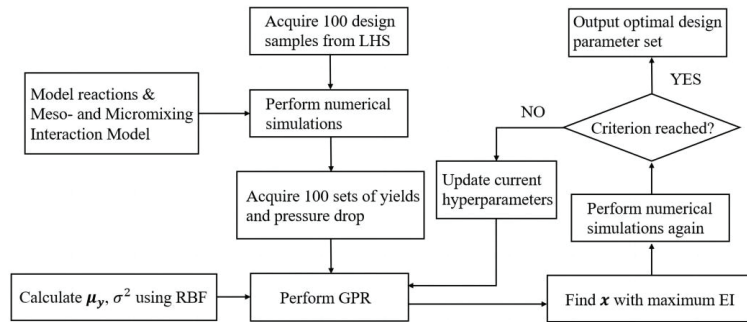 Acquire 100 design
samples from LHS
Output optimal design
parameter set
YES
Model reactions &
Meso- and Micromixing
Interaction Model
Perform numerical
simulations
NO
Criterion reached?
Update current
hyperparameters
Acquire 100 sets of yields
and pressure drop
Perform numerical
simulations again
Calculate μy, σ² using RBF
Perform GPR
Find x with maximum EI